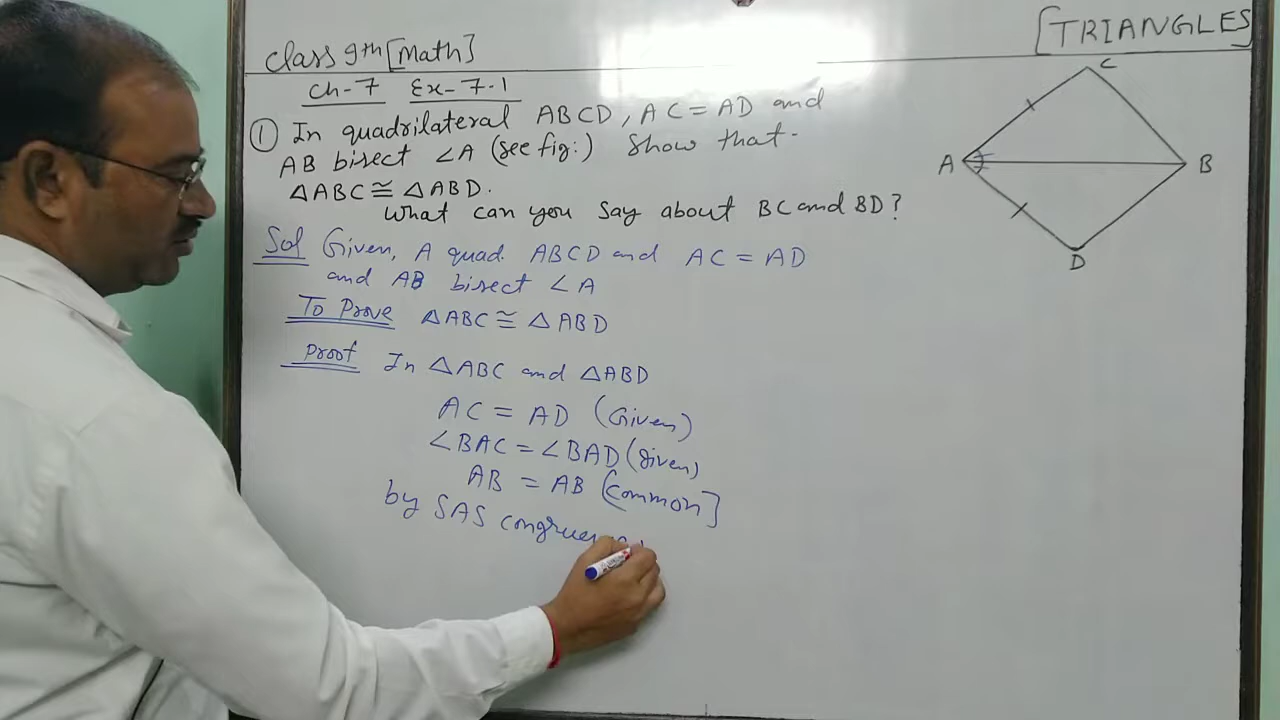 [TRIANGLES]
Class 9th [Math]
Ch-7 Ex-7.1
① In quadrilateral ABCD, AC = AD and
AB bisect ∠A (see fig:) Show that-
△ABC ≅ △ABD.
What can you say about BC and BD?
Sol Given, A quad. ABCD and AC = AD
and AB bisect ∠A
To Prove △ABC ≅ △ABD
Proof In △ABC and △ABD
AC = AD (Given)
∠BAC = ∠BAD (given)
AB = AB (common]
by SAS
C
A
B
D